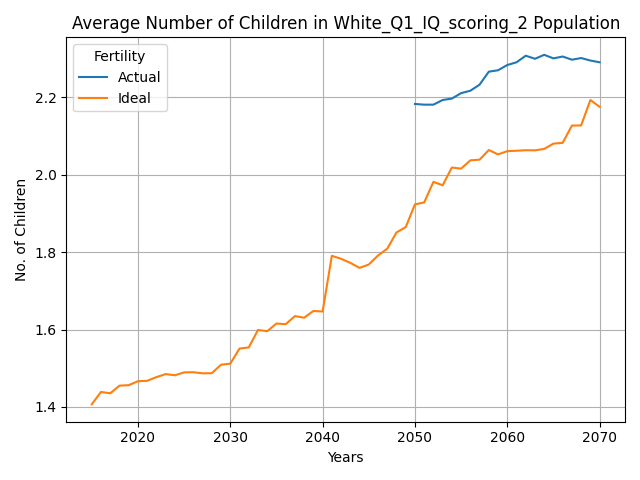 Average Number of Children in White_Q1_IQ_scoring_2 Population
Fertility
Actual
Ideal
No. of Children
2.2
2.0
1.8
1.6
1.4
2020 2030 2040 2050 2060 2070
Years